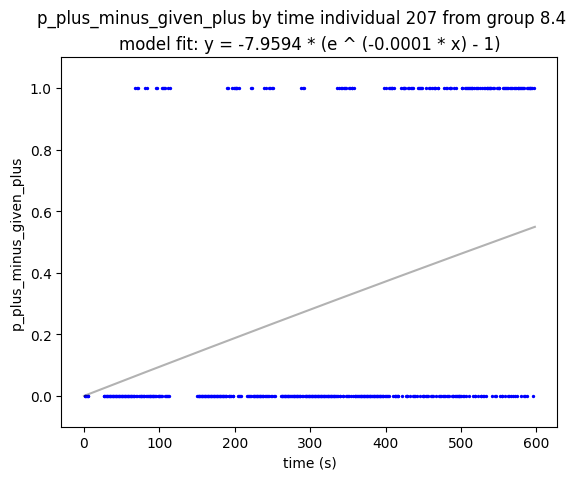 p_plus_minus_given_plus by time individual 207 from group 8.4
model fit: y = -7.9594 * (e ^ (-0.0001 * x) - 1)
1.0
0.8
0.6
0.4
0.2
0.0
p_plus_minus_given_plus
0 100 200 300 400 500 600
time (s)